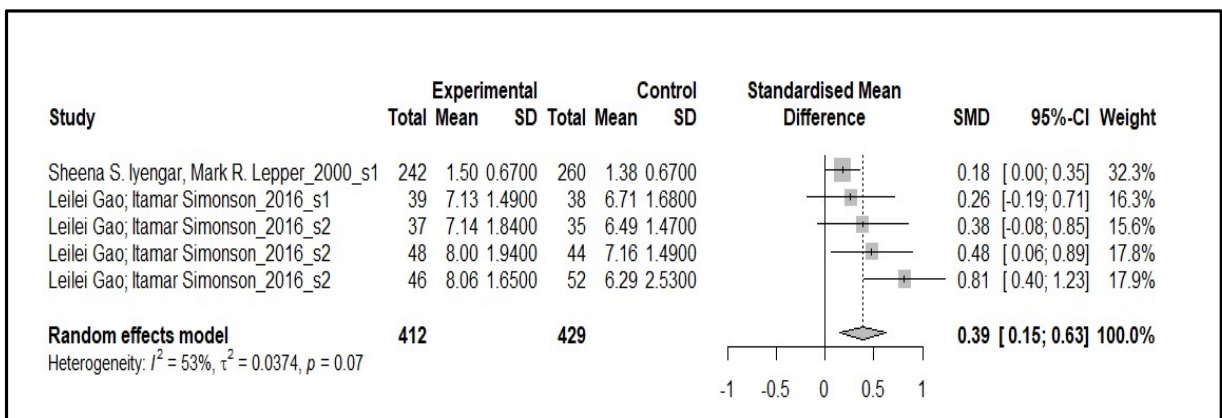 Experimental Control Standardised Mean
Study Total Mean SD Total Mean SD Difference SMD 95%-CI Weight
Sheena S. Iyengar, Mark R. Lepper_2000_s1 242 1.50 0.6700 260 1.38 0.6700 0.18 [0.00; 0.35] 32.3%
Leilei Gao; Itamar Simonson_2016_s1 39 7.13 1.4900 38 6.71 1.6800 0.26 [-0.19; 0.71] 16.3%
Leilei Gao; Itamar Simonson_2016_s2 37 7.14 1.8400 35 6.49 1.4700 0.38 [-0.08; 0.85] 15.6%
Leilei Gao; Itamar Simonson_2016_s2 48 8.00 1.9400 44 7.16 1.4900 0.48 [0.06; 0.89] 17.8%
Leilei Gao; Itamar Simonson_2016_s2 46 8.06 1.6500 52 6.29 2.5300 0.81 [0.40; 1.23] 17.9%
Random effects model 412 429 0.39 [0.15; 0.63] 100.0%
Heterogeneity: I² = 53%, τ² = 0.0374, p = 0.07
-1 -0.5 0 0.5 1